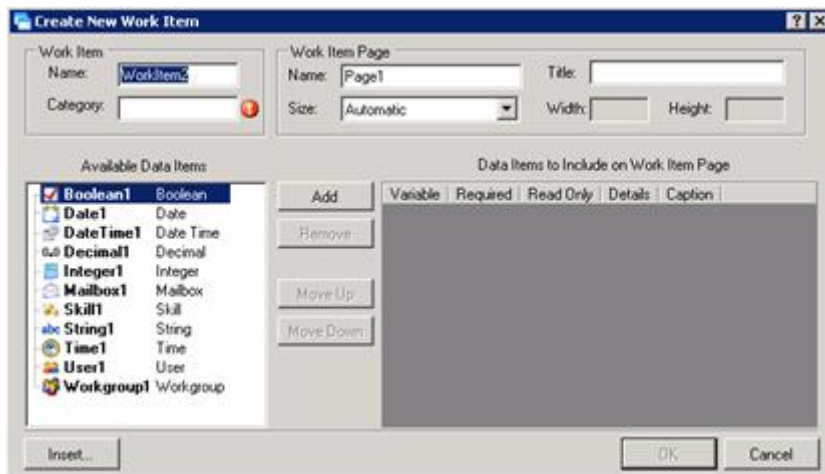 Create New Work Item
Work Item
Name: WorkItem2
Category:
Work Item Page
Name: Page1
Title:
Size: Automatic
Width:
Height:
Available Data Items
Boolean1 Boolean
Date1 Date
DateTime1 Date Time
Decimal1 Decimal
Integer1 Integer
Mailbox1 Mailbox
Skill1 Skill
abc String1 String
Time1 Time
User1 User
Workgroup1 Workgroup
Add
Remove
Move Up
Move Down
Data Items to Include on Work Item Page
Variable Required Read Only Details Caption
Insert...
OK
Cancel